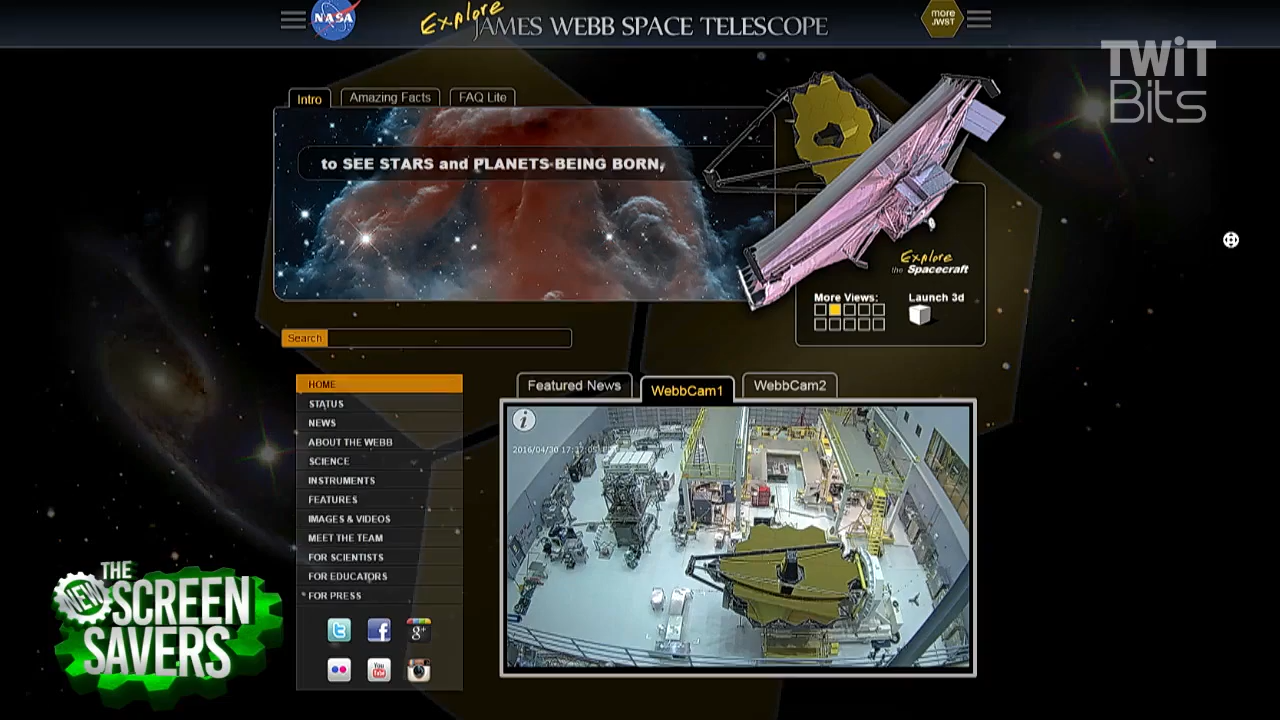 NASA
Explore
JAMES WEBB SPACE TELESCOPE
more
JWST
TWiT
Bits
Intro
Amazing Facts
FAQ Lite
to SEE STARS and PLANETS BEING BORN,
Explore
the Spacecraft
More Views:
Launch 3d
Search
HOME
STATUS
NEWS
ABOUT THE WEBB
SCIENCE
INSTRUMENTS
FEATURES
IMAGES & VIDEOS
MEET THE TEAM
FOR SCIENTISTS
FOR EDUCATORS
FOR PRESS
Featured News
WebbCam1
WebbCam2
i
THE
NEW
SCREEN
SAVERS
t
f
g+
You
Tube